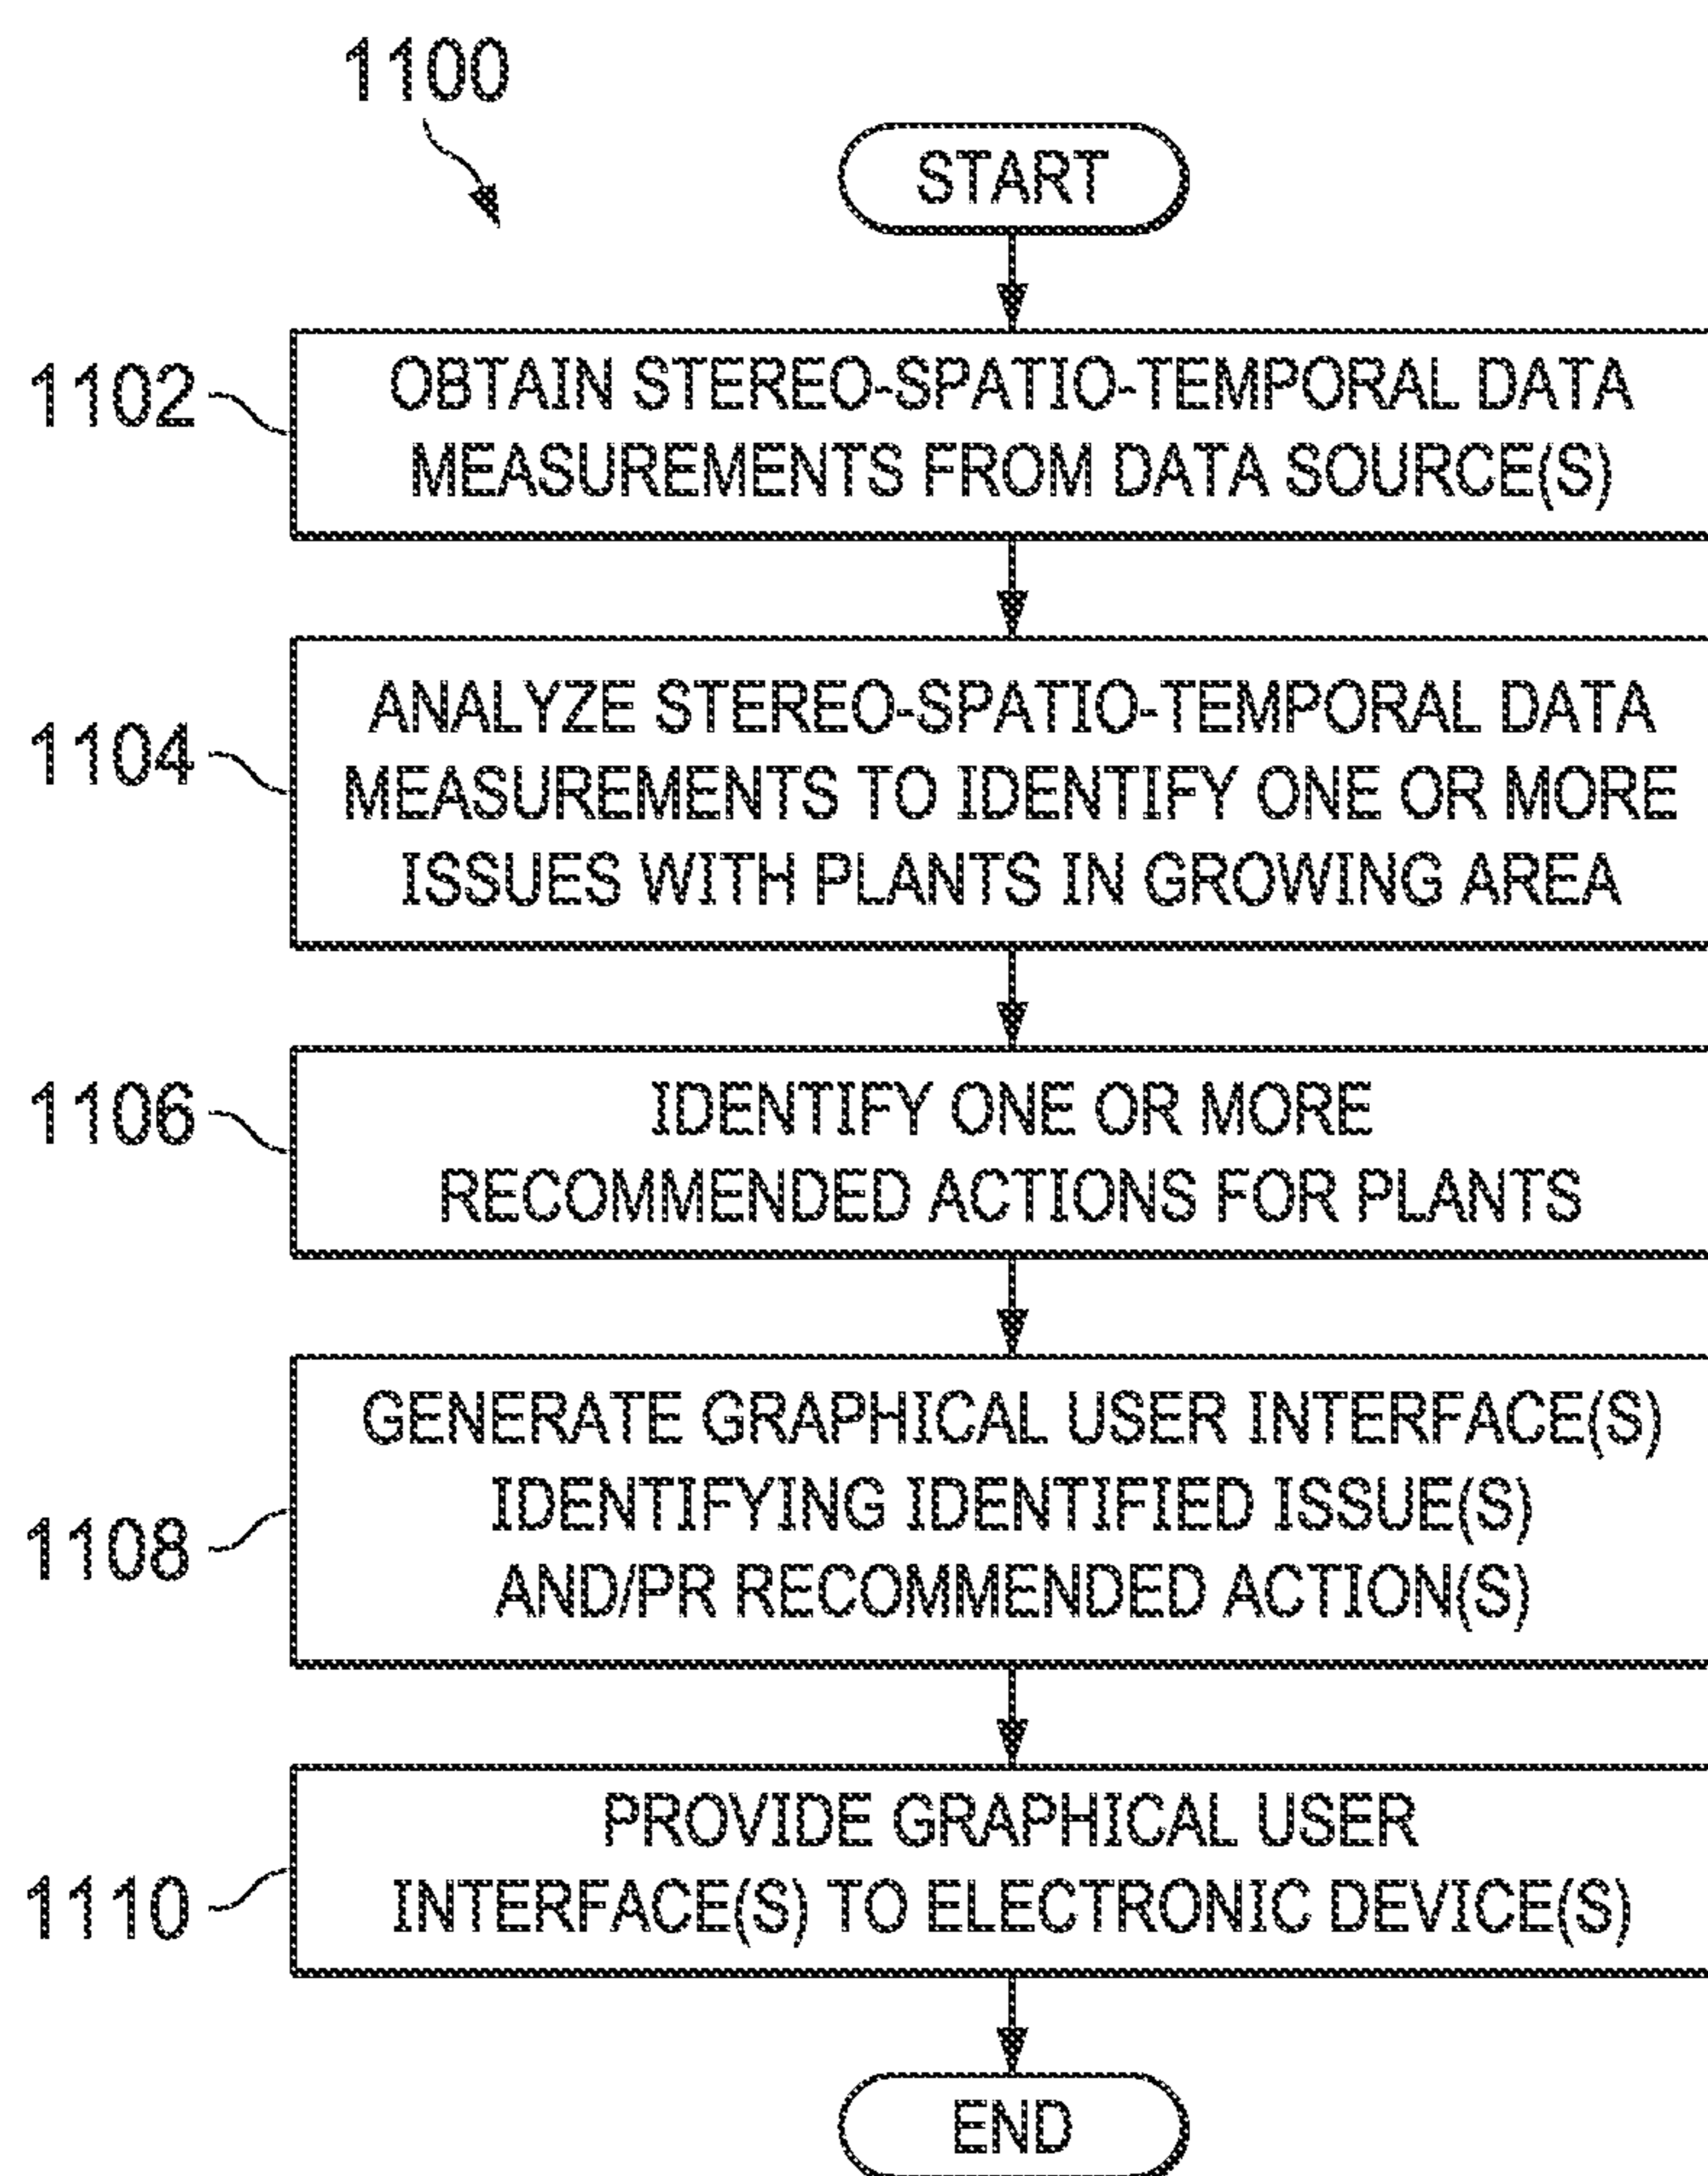 1100
START
1102
OBTAIN STEREO-SPATIO-TEMPORAL DATA
MEASUREMENTS FROM DATA SOURCE(S)
1104
ANALYZE STEREO-SPATIO-TEMPORAL DATA
MEASUREMENTS TO IDENTIFY ONE OR MORE
ISSUES WITH PLANTS IN GROWING AREA
1106
IDENTIFY ONE OR MORE
RECOMMENDED ACTIONS FOR PLANTS
1108
GENERATE GRAPHICAL USER INTERFACE(S)
IDENTIFYING IDENTIFIED ISSUE(S)
AND/PR RECOMMENDED ACTION(S)
1110
PROVIDE GRAPHICAL USER
INTERFACE(S) TO ELECTRONIC DEVICE(S)
END